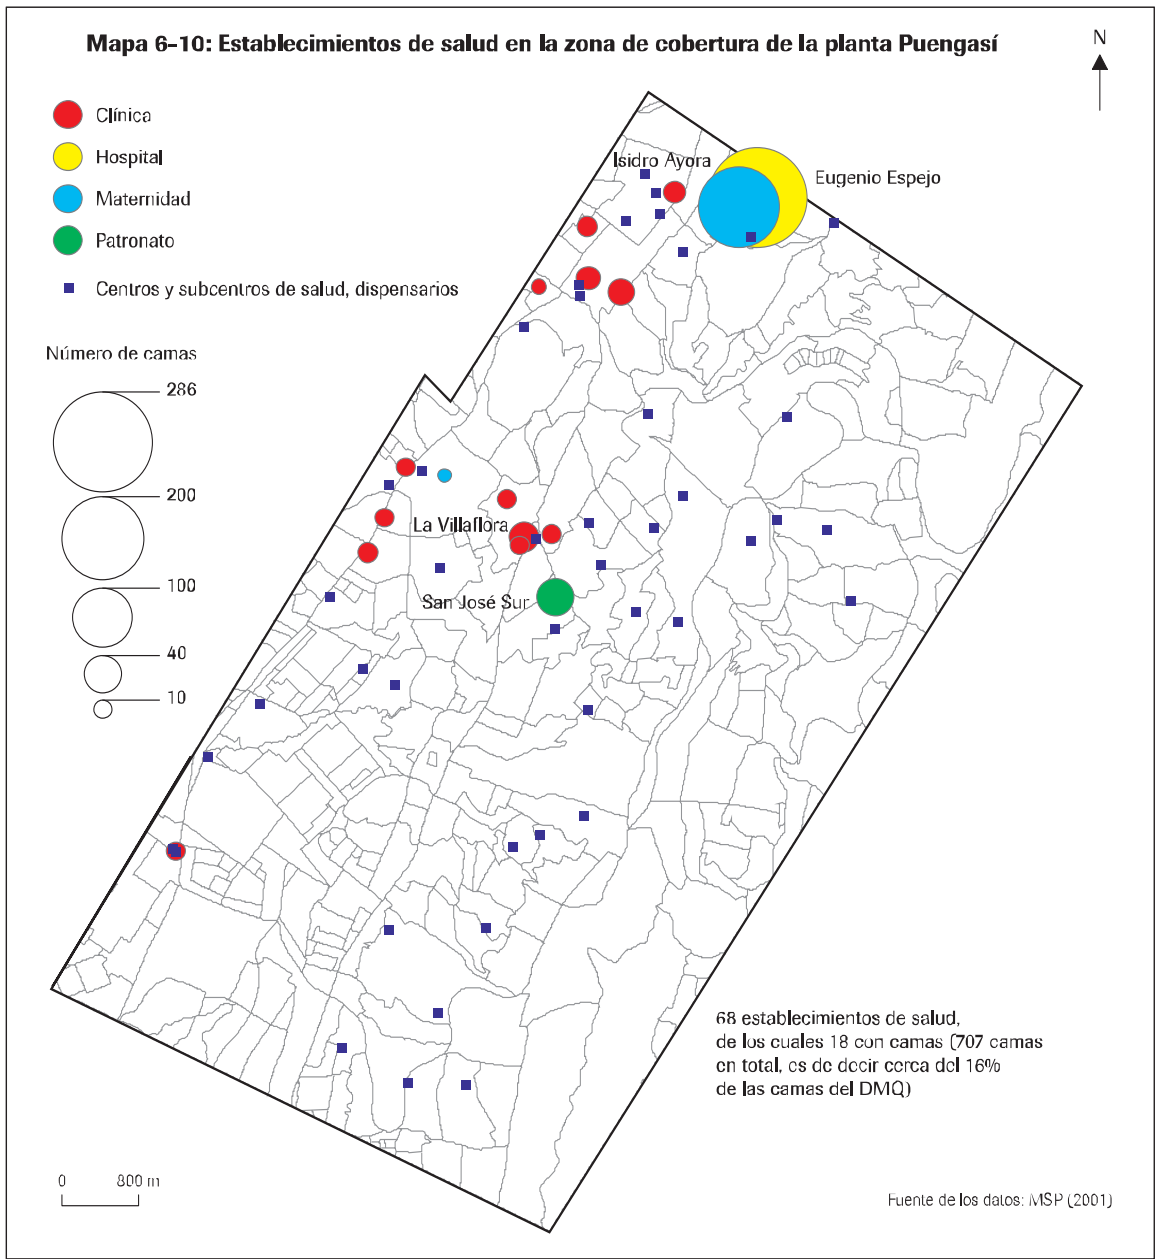 Mapa 6-10: Establecimientos de salud en la zona de cobertura de la planta Puengasí
N
Clínica
Hospital
Maternidad
Patronato
Centros y subcentros de salud, dispensarios
Número de camas
286
200
100
40
10
Isidro Ayora
Eugenio Espejo
La Villaflora
San José Sur
68 establecimientos de salud,
de los cuales 18 con camas (707 camas
en total, es de decir cerca del 16%
de las camas del DMQ)
0 800 m
Fuente de los datos: MSP (2001)